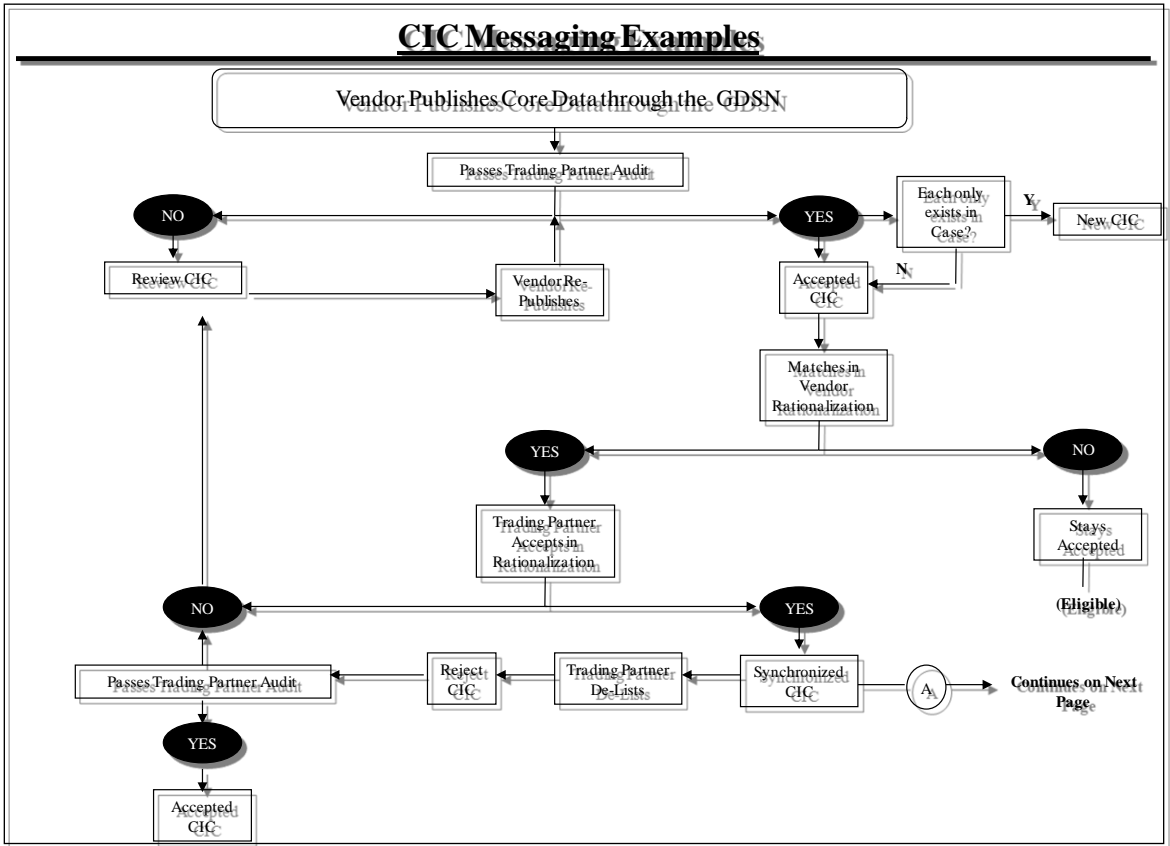 CIC Messaging Examples
Vendor Publishes Core Data through the GDSN
Passes Trading Partner Audit
NO
YES
Each only
exists in
Case?
Y
New CIC
Review CIC
Vendor Re-
Publishes
Accepted
CIC
N
Matches in
Vendor
Rationalization
YES
NO
Trading Partner
Accepts in
Rationalization
Stays
Accepted
(Eligible)
NO
YES
Passes Trading Partner Audit
Reject
CIC
Trading Partner
De-Lists
Synchronized
CIC
A
Continues on Next
Page
YES
Accepted
CIC